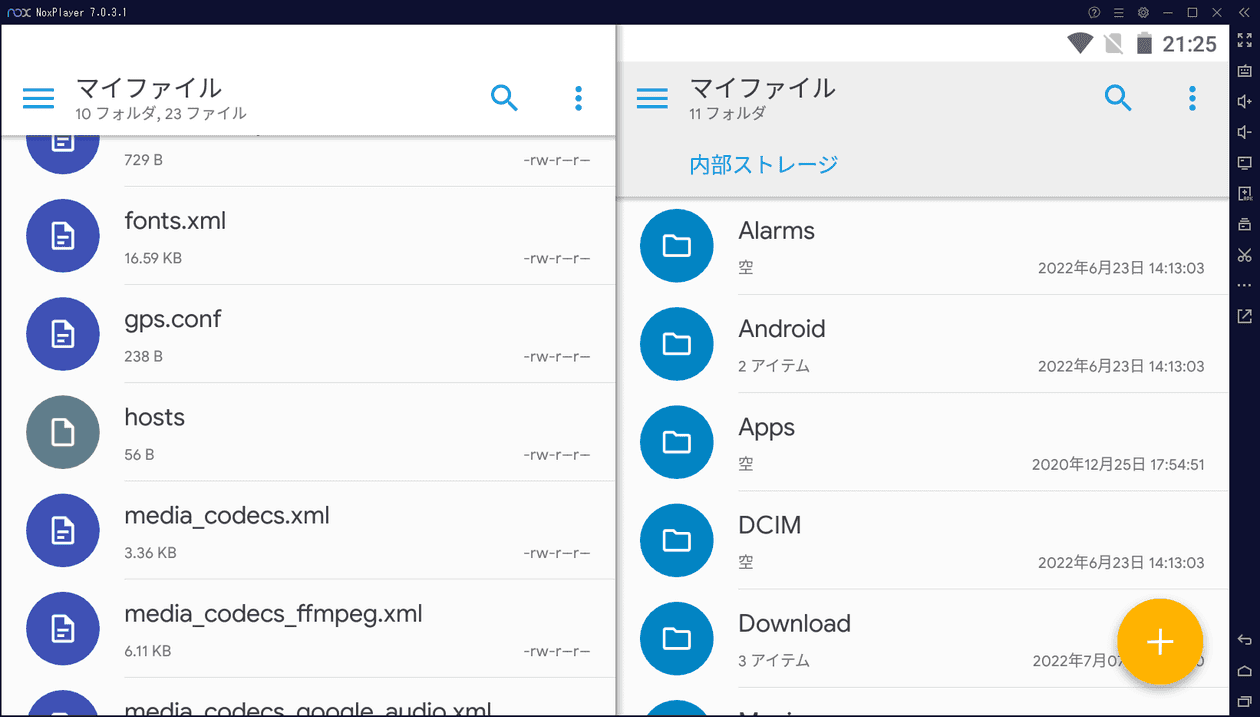 nox NoxPlayer 7.0.3.1
21:25
マイファイル
10 フォルダ, 23 ファイル
729 B
-rw-r--r--
fonts.xml
16.59 KB
-rw-r--r--
gps.conf
238 B
-rw-r--r--
hosts
56 B
-rw-r--r--
media_codecs.xml
3.36 KB
-rw-r--r--
media_codecs_ffmpeg.xml
6.11 KB
-rw-r--r--
media_codecs_google_audio.xml
マイファイル
11 フォルダ
内部ストレージ
Alarms
空
2022年6月23日 14:13:03
Android
2 アイテム
2022年6月23日 14:13:03
Apps
空
2020年12月25日 17:54:51
DCIM
空
2022年6月23日 14:13:03
Download
3 アイテム
2022年7月0